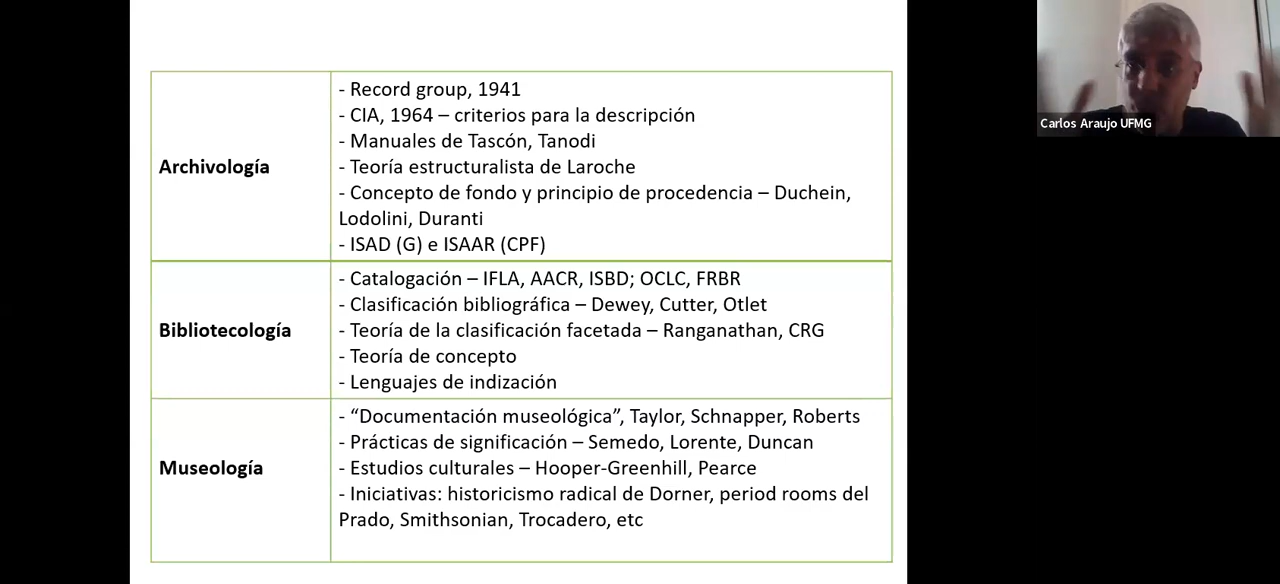 Archivología
- Record group, 1941
- CIA, 1964 – criterios para la descripción
- Manuales de Tascón, Tanodi
- Teoría estructuralista de Laroche
- Concepto de fondo y principio de procedencia – Duchein,
Lodolini, Duranti
- ISAD (G) e ISAAR (CPF)
Bibliotecología
- Catalogación – IFLA, AACR, ISBD; OCLC, FRBR
- Clasificación bibliográfica – Dewey, Cutter, Otlet
- Teoría de la clasificación facetada – Ranganathan, CRG
- Teoría de concepto
- Lenguajes de indización
Museología
- “Documentación museológica”, Taylor, Schnapper, Roberts
- Prácticas de significación – Semedo, Lorente, Duncan
- Estudios culturales – Hooper-Greenhill, Pearce
- Iniciativas: historicismo radical de Dorner, period rooms del
Prado, Smithsonian, Trocadero, etc
Carlos Araujo UFMG